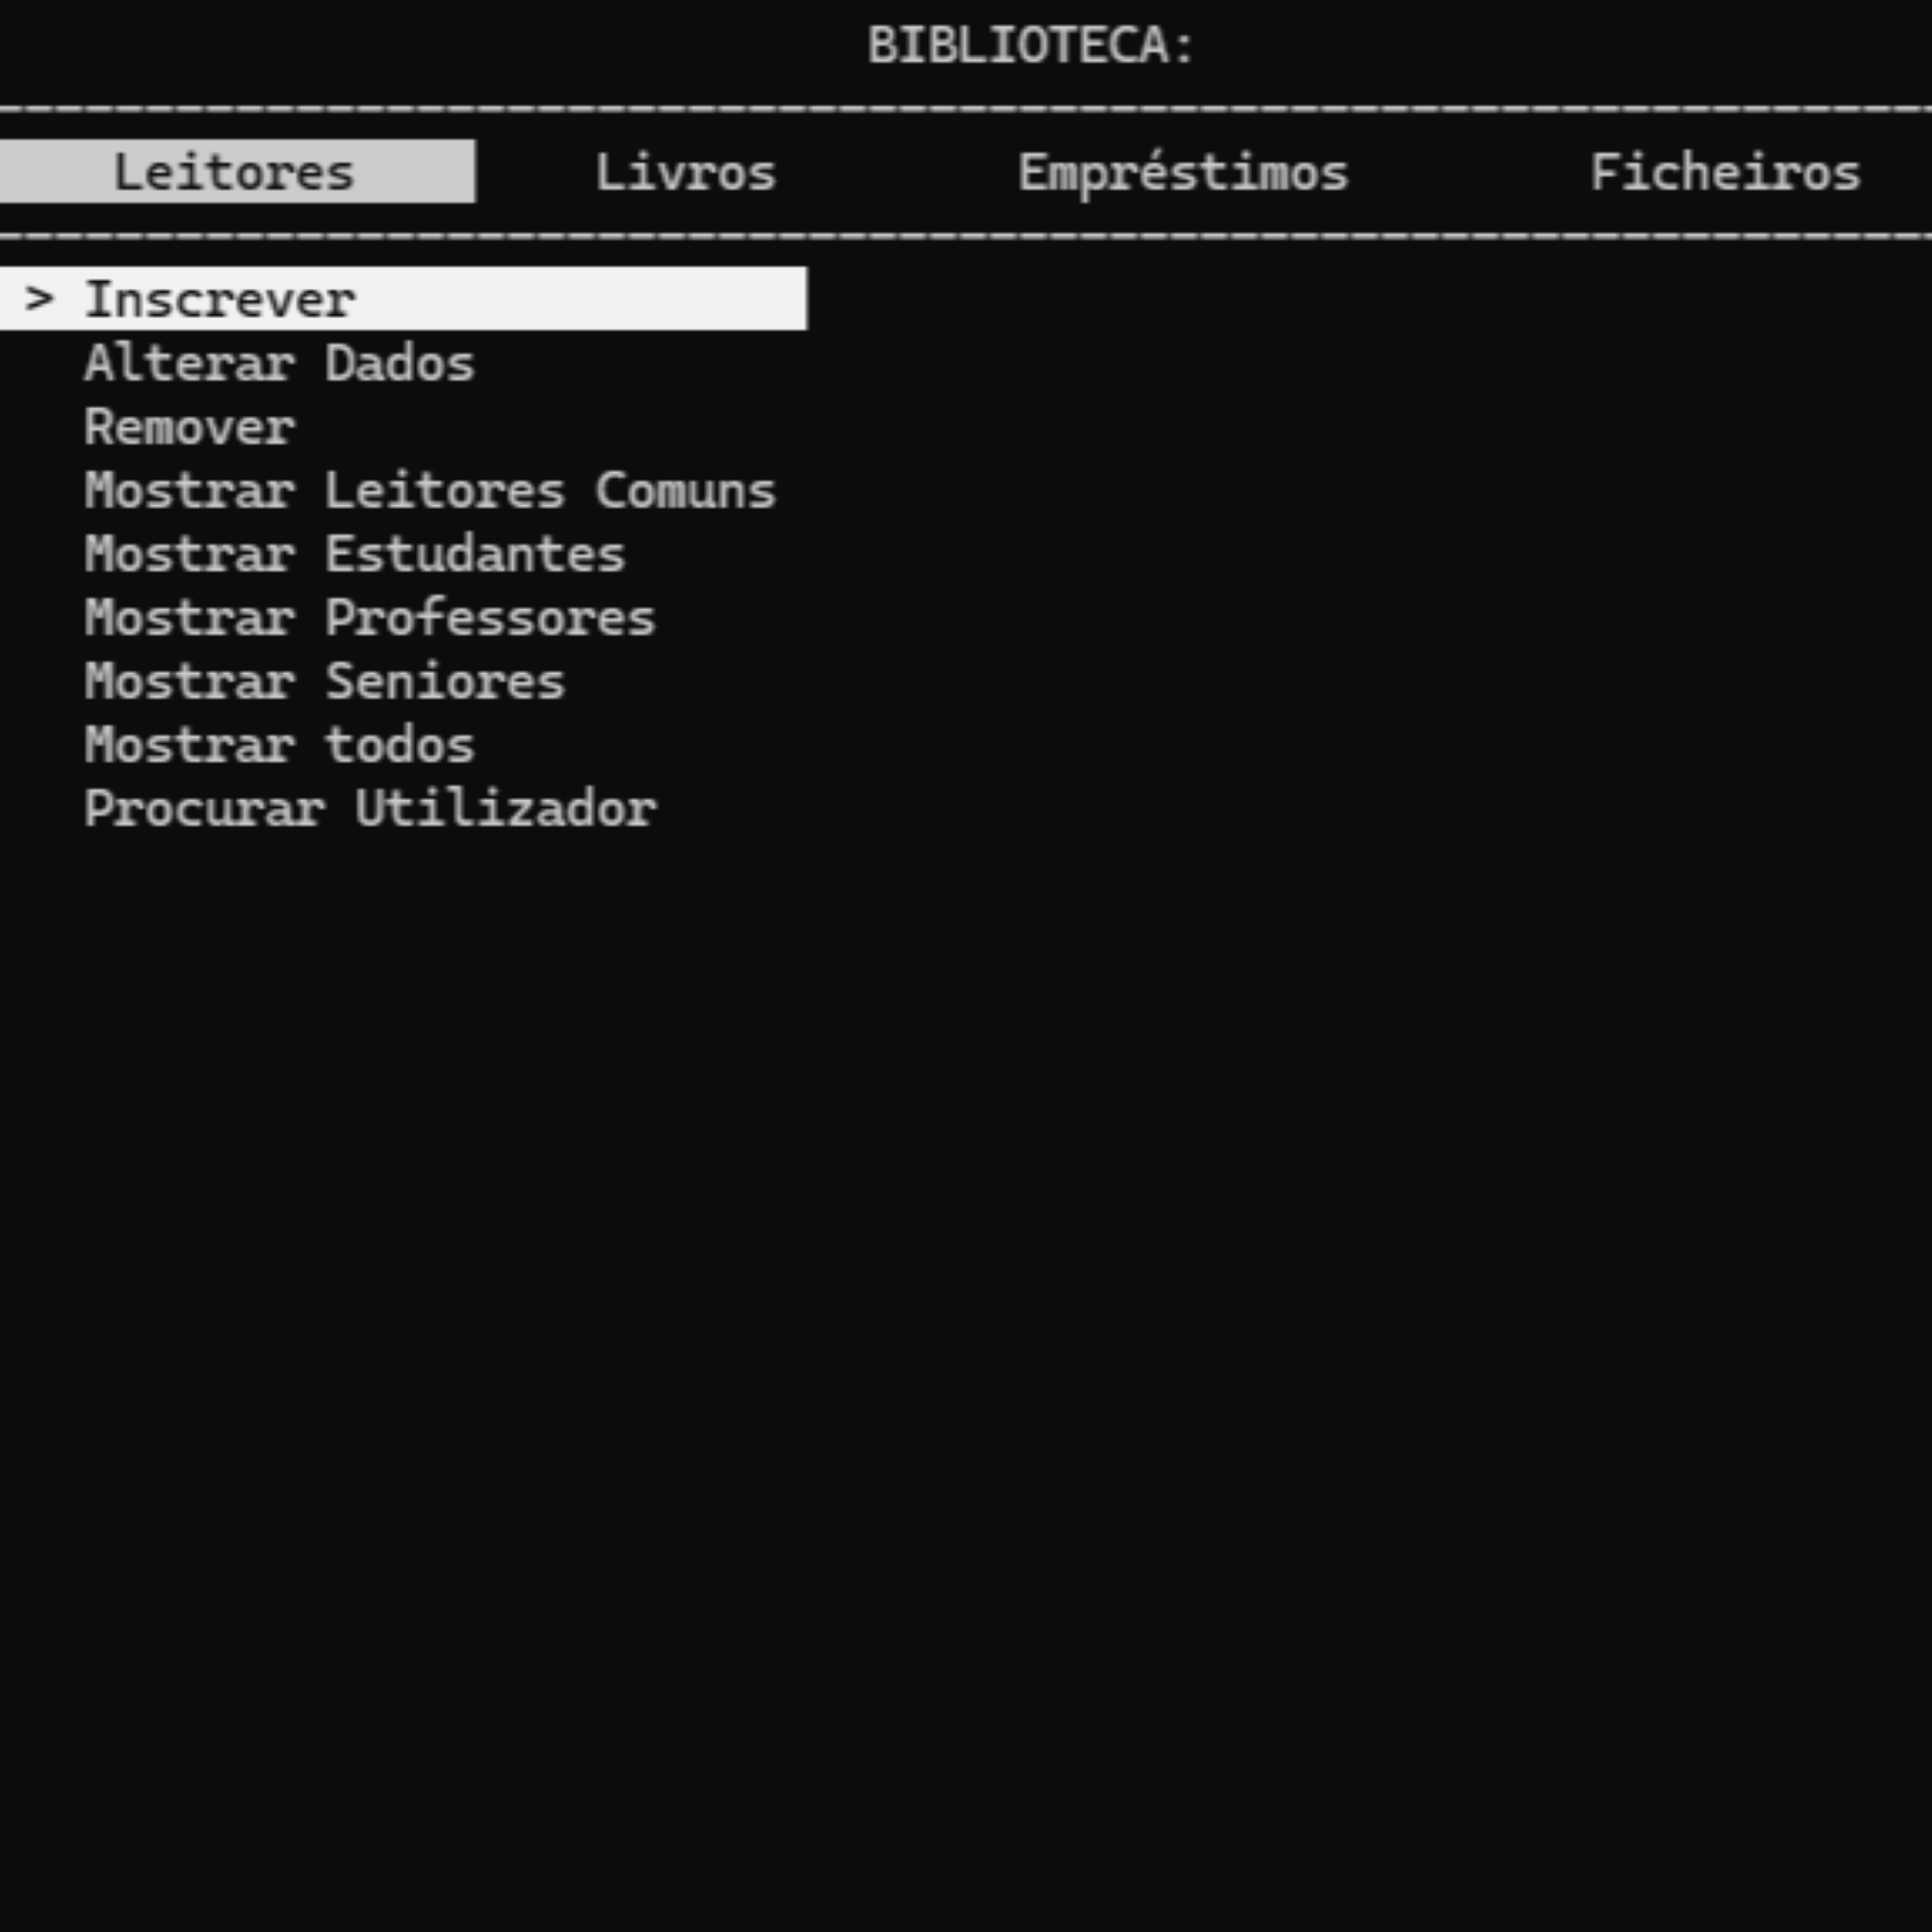 BIBLIOTECA:
Leitores Livros Empréstimos Ficheiros
> Inscrever
Alterar Dados
Remover
Mostrar Leitores Comuns
Mostrar Estudantes
Mostrar Professores
Mostrar Seniores
Mostrar todos
Procurar Utilizador